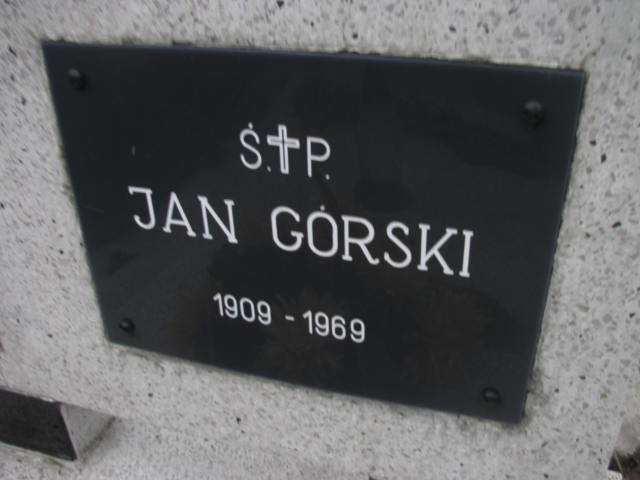 Ś.✝P.
JAN GÓRSKI
1909 - 1969